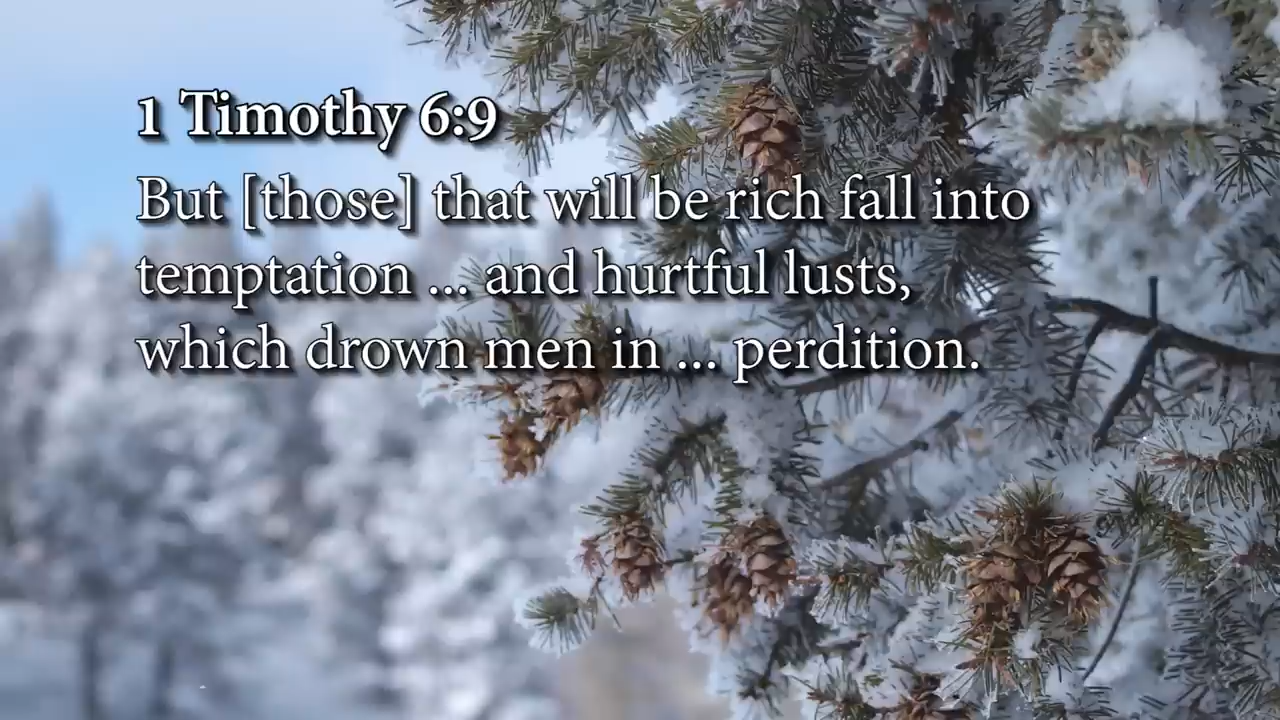 1 Timothy 6:9
But [those] that will be rich fall into
temptation ... and hurtful lusts,
which drown men in ... perdition.